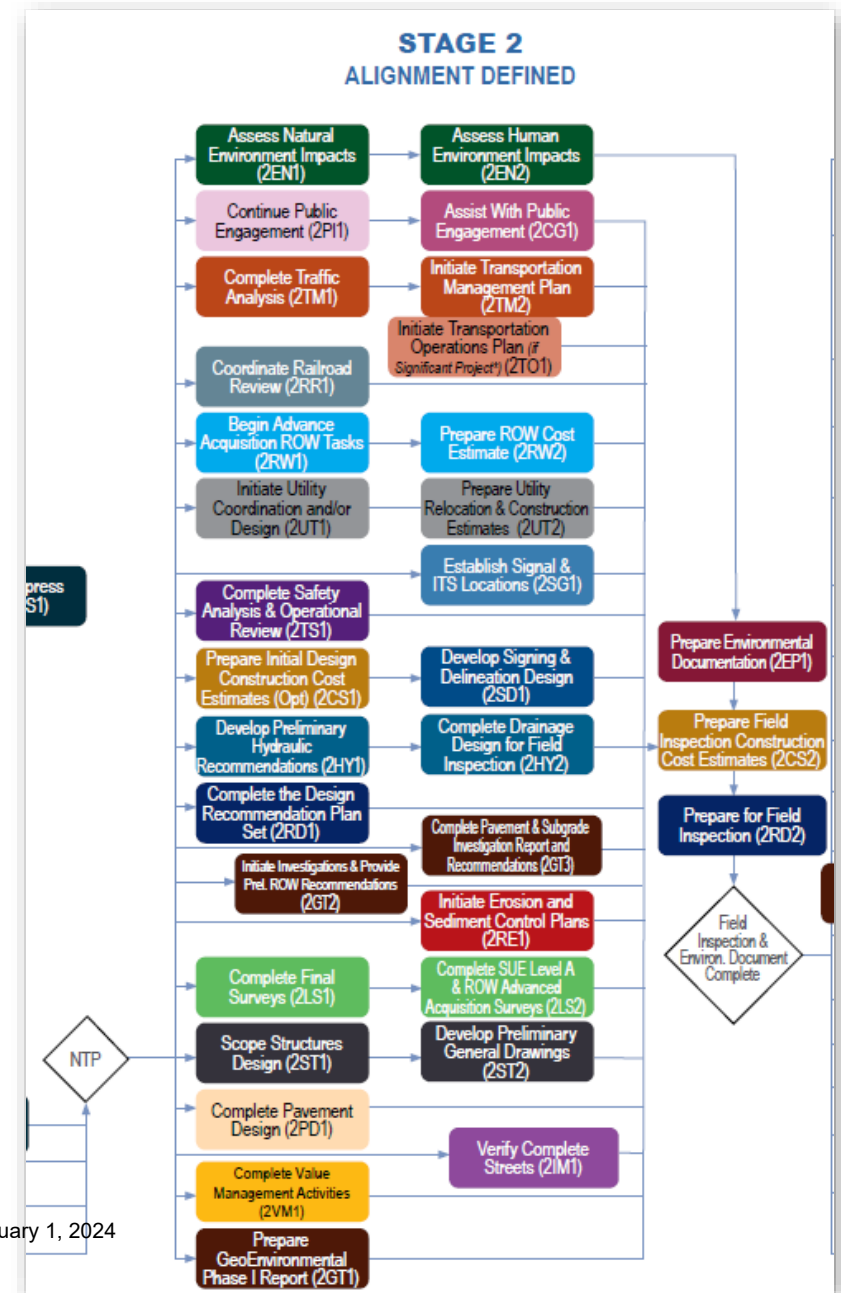 STAGE 2
ALIGNMENT DEFINED
Assess Natural
Environment Impacts
(2EN1)
Assess Human
Environment Impacts
(2EN2)
Continue Public
Engagement (2PI1)
Assist With Public
Engagement (2CG1)
Complete Traffic
Analysis (2TM1)
Initiate Transportation
Management Plan
(2TM2)
Initiate Transportation
Operations Plan (if
Significant Project*) (2TO1)
Coordinate Railroad
Review (2RR1)
Begin Advance
Acquisition ROW Tasks
(2RW1)
Prepare ROW Cost
Estimate (2RW2)
Initiate Utility
Coordination and/or
Design (2UT1)
Prepare Utility
Relocation & Construction
Estimates (2UT2)
Establish Signal &
ITS Locations (2SG1)
press
S1)
Complete Safety
Analysis & Operational
Review (2TS1)
Prepare Initial Design
Construction Cost
Estimates (Opt) (2CS1)
Develop Signing &
Delineation Design
(2SD1)
Prepare Environmental
Documentation (2EP1)
Develop Preliminary
Hydraulic
Recommendations (2HY1)
Complete Drainage
Design for Field
Inspection (2HY2)
Prepare Field
Inspection Construction
Cost Estimates (2CS2)
Complete the Design
Recommendation Plan
Set (2RD1)
Prepare for Field
Inspection (2RD2)
Complete Pavement & Subgrade
Investigation Report and
Recommendations (2GT3)
Initiate Investigations & Provide
Prel. ROW Recommendations
(2GT2)
Initiate Erosion and
Sediment Control Plans
(2RE1)
Field
Inspection &
Environ. Document
Complete
Complete Final
Surveys (2LS1)
Complete SUE Level A
& ROW Advanced
Acquisition Surveys (2LS2)
NTP
Scope Structures
Design (2ST1)
Develop Preliminary
General Drawings
(2ST2)
Complete Pavement
Design (2PD1)
Verify Complete
Streets (2IM1)
Complete Value
Management Activities
(2VM1)
uary 1, 2024
Prepare
GeoEnvironmental
Phase I Report (2GT1)